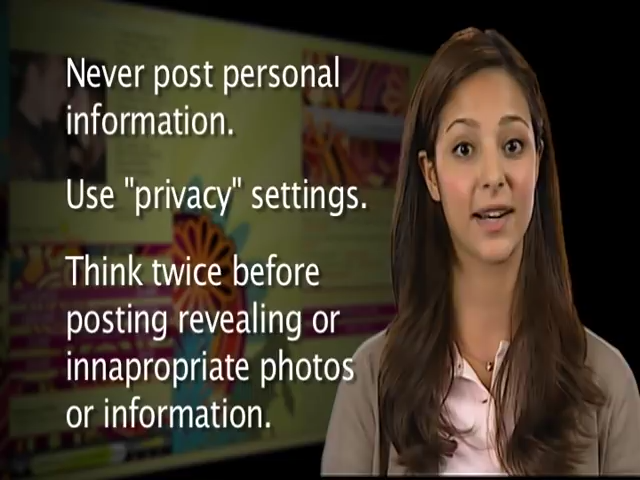 Never post personal
information.
Use "privacy" settings.
Think twice before
posting revealing or
innapropriate photos
or information.